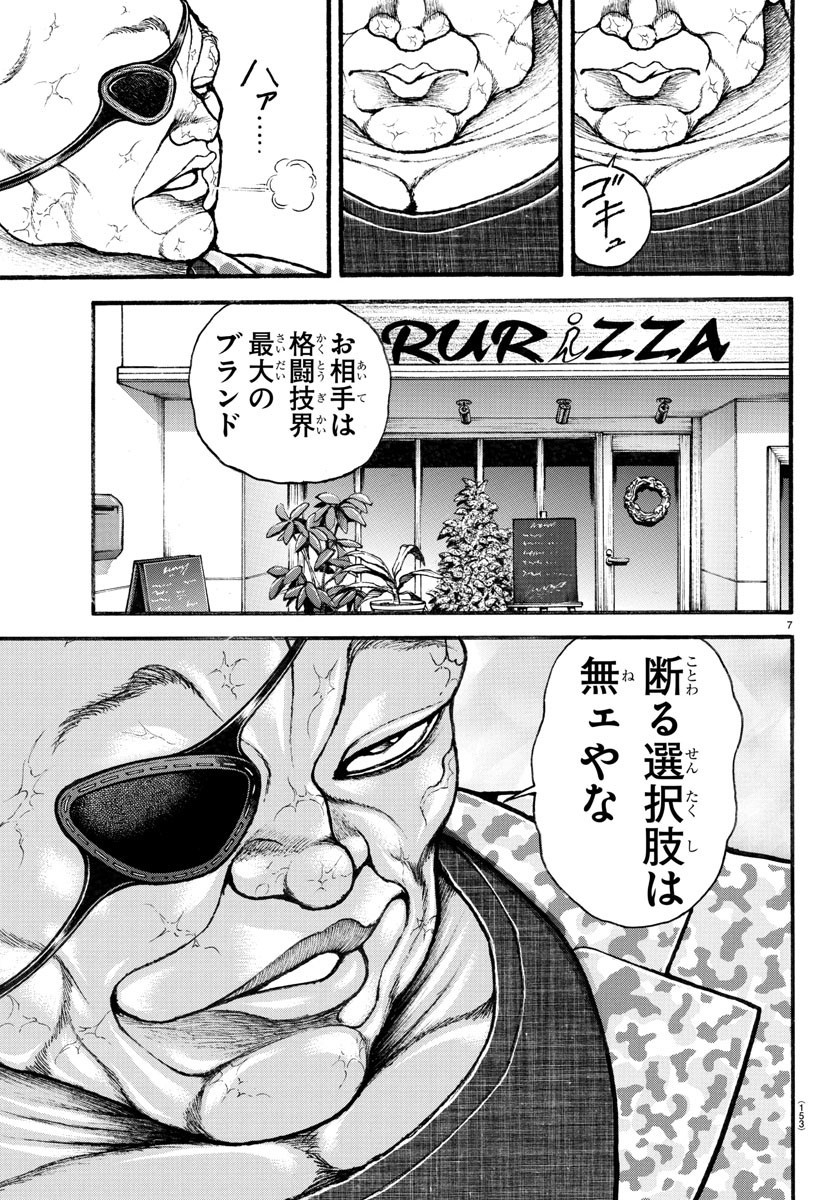 ゴキュ
ハァ……
RURiZZA
お相手は
格闘技界
最大の
ブランド
7
断る選択肢は
無ェやな
(153)